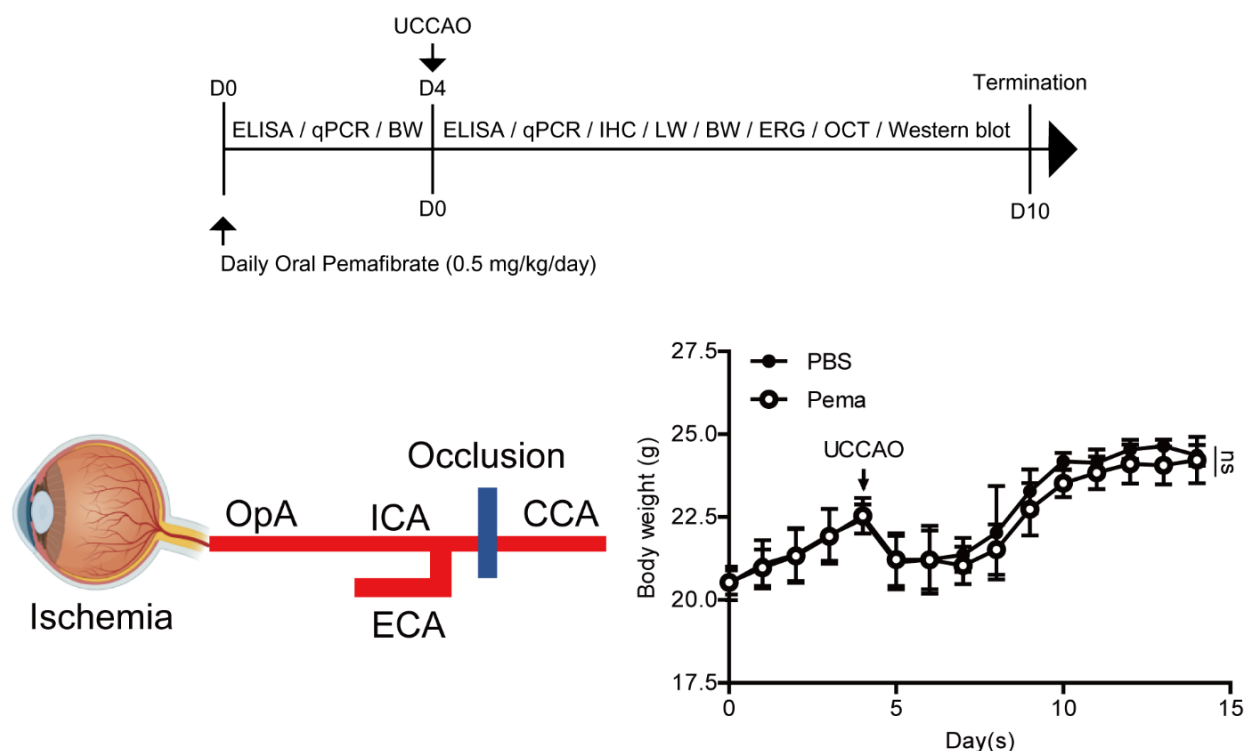 UCCAO
D0
D4
Termination
ELISA / qPCR / BW
ELISA / qPCR / IHC / LW / BW / ERG / OCT / Western blot
D0
D10
Daily Oral Pemafibrate (0.5 mg/kg/day)
Occlusion
OpA
ICA
CCA
ECA
Ischemia
PBS
Pema
UCCAO
ns
Body weight (g)
27.5
25.0
22.5
20.0
17.5
0
5
10
15
Day(s)